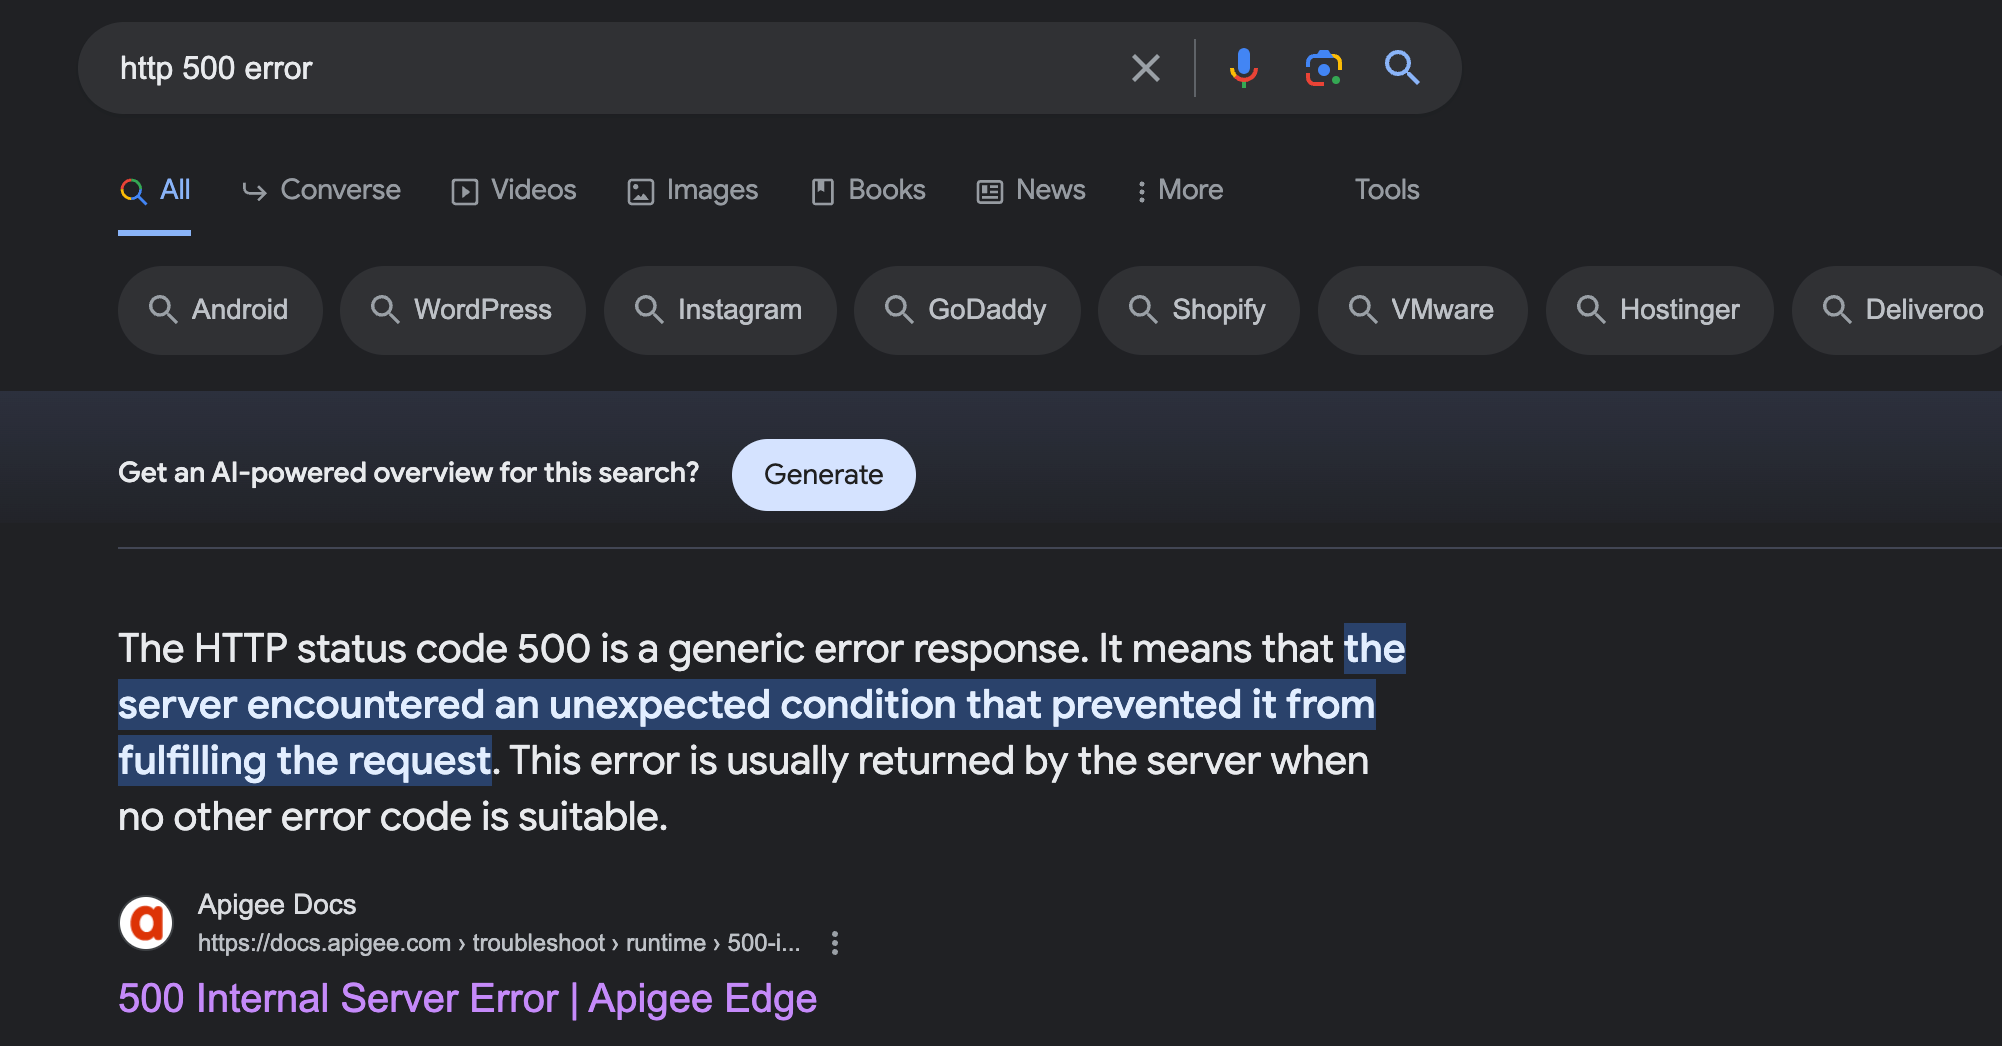 http 500 error
All Converse Videos Images Books News More Tools
Android WordPress Instagram GoDaddy Shopify VMware Hostinger Deliveroo
Get an AI-powered overview for this search? Generate
The HTTP status code 500 is a generic error response. It means that the
server encountered an unexpected condition that prevented it from
fulfilling the request. This error is usually returned by the server when
no other error code is suitable.
a
Apigee Docs
https://docs.apigee.com › troubleshoot › runtime › 500-i...
500 Internal Server Error | Apigee Edge